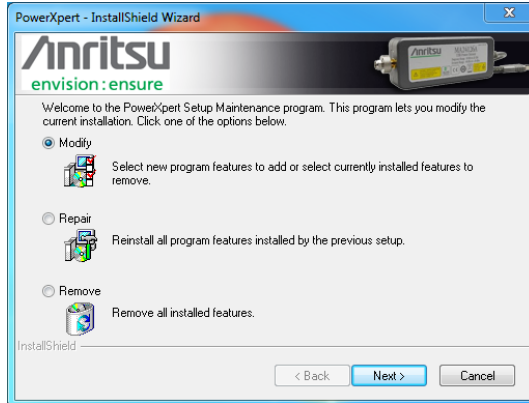 PowerXpert - InstallShield Wizard
Anritsu
envision : ensure
Anritsu
Welcome to the PowerXpert Setup Maintenance program. This program lets you modify the
current installation. Click one of the options below.
Modify
Select new program features to add or select currently installed features to
remove.
Repair
Reinstall all program features installed by the previous setup.
Remove
Remove all installed features.
InstallShield
< Back
Next >
Cancel